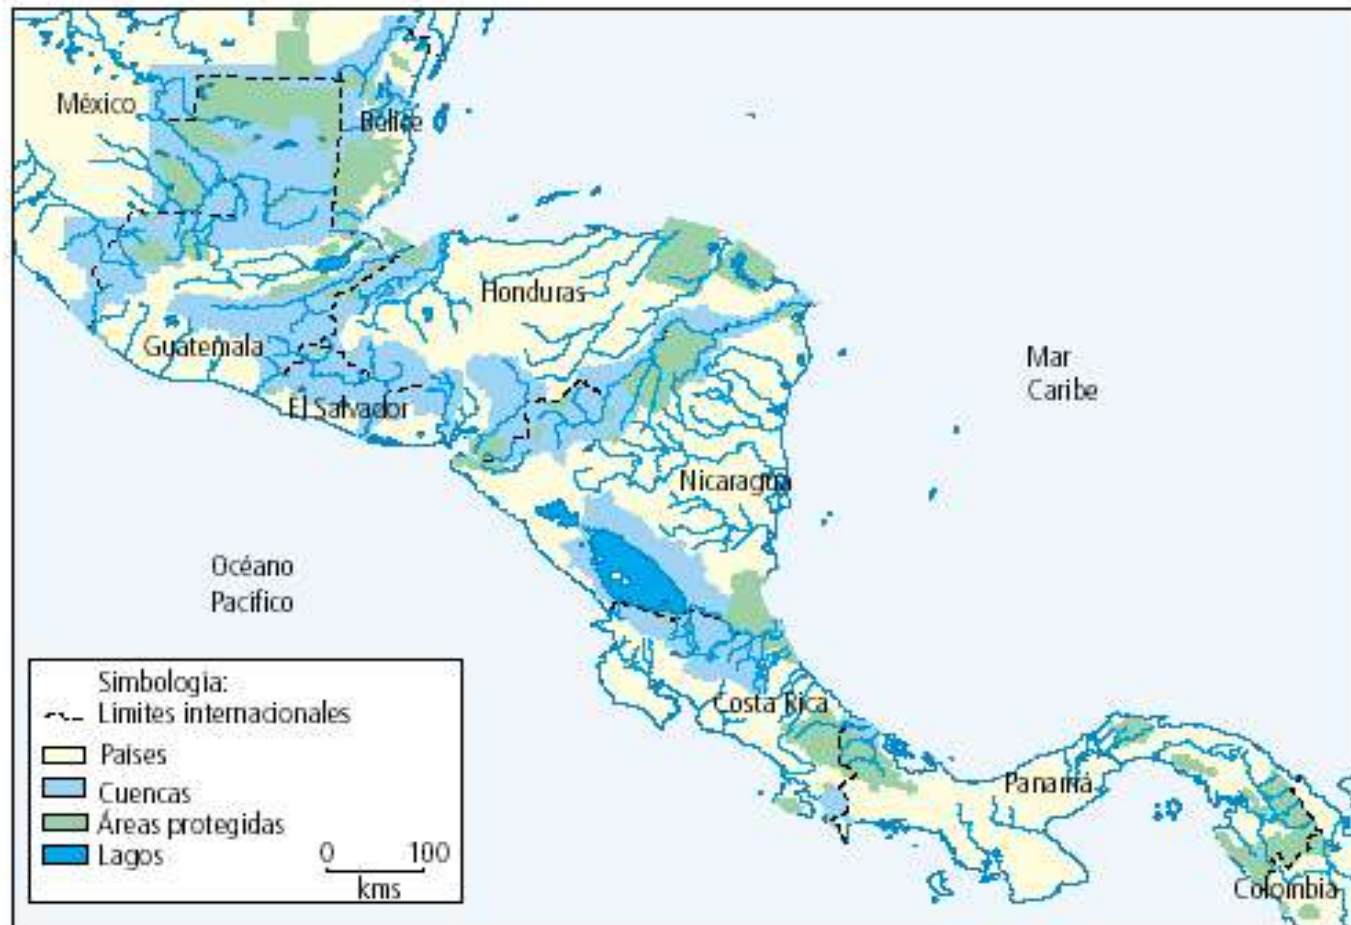 México
Belice
Honduras
Guatemala
El Salvador
Mar
Caribe
Nicaragua
Océano
Pacífico
Costa Rica
Panamá
Colombia
Simbología:
Límites internacionales
Países
Cuencas
Áreas protegidas
Lagos
0 100
kms